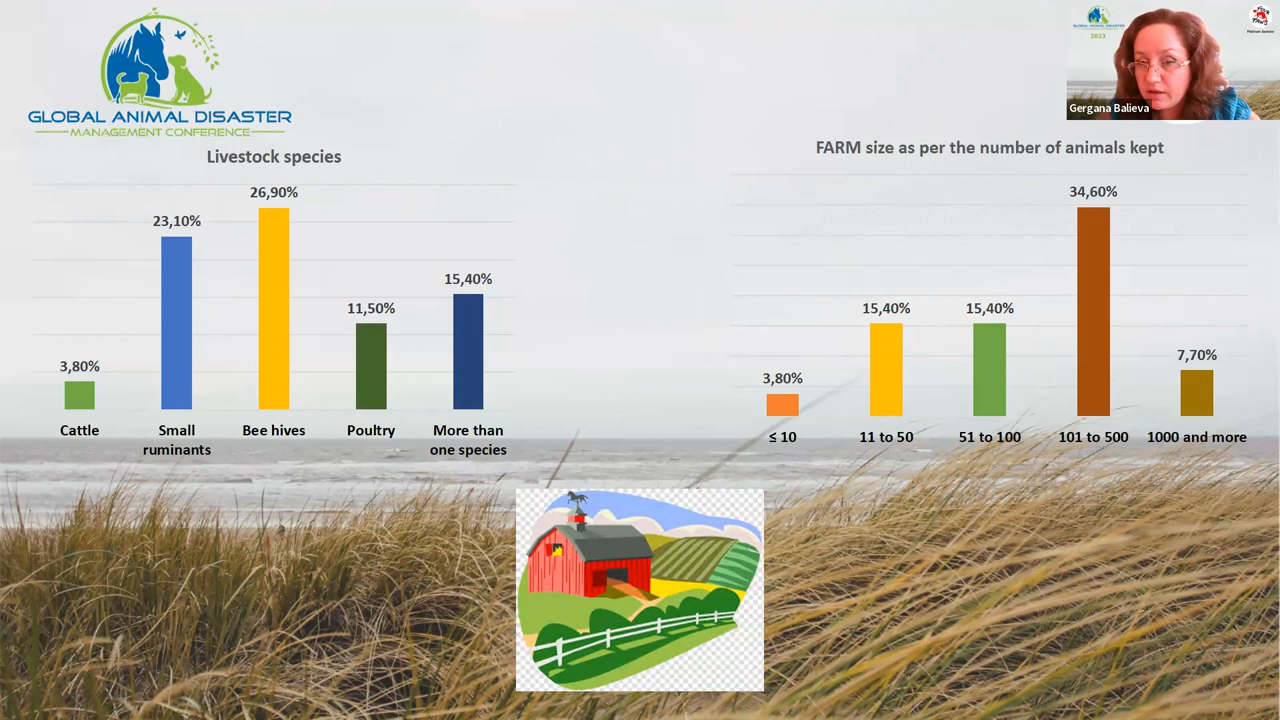 GLOBAL ANIMAL DISASTER
MANAGEMENT CONFERENCE
GLOBAL ANIMAL DISASTER
2023
Gergana Balieva
Livestock species
26,90%
23,10%
15,40%
11,50%
3,80%
Cattle
Small
ruminants
Bee hives
Poultry
More than
one species
FARM size as per the number of animals kept
34,60%
15,40%
15,40%
7,70%
3,80%
≤ 10
11 to 50
51 to 100
101 to 500
1000 and more